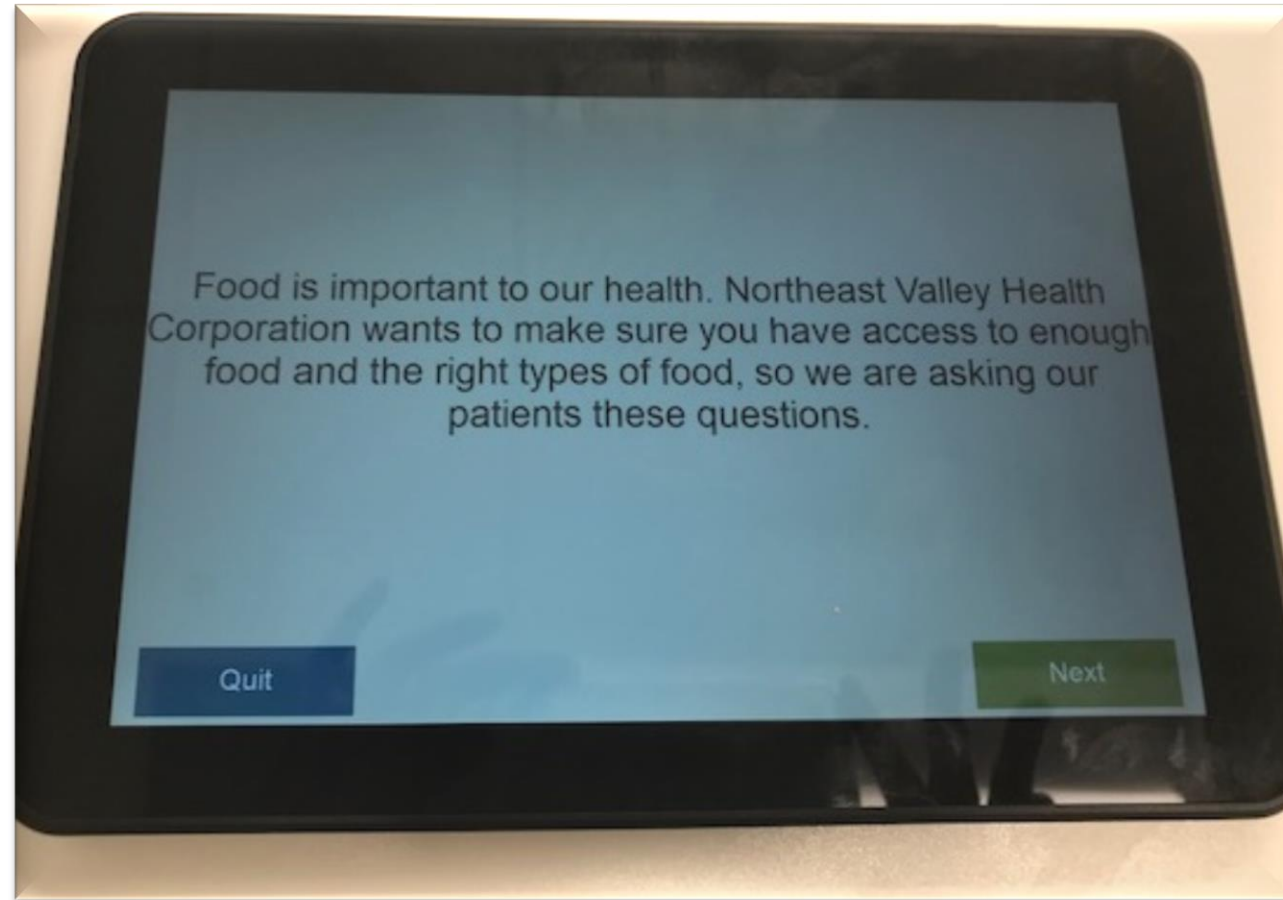 Food is important to our health. Northeast Valley Health
Corporation wants to make sure you have access to enough
food and the right types of food, so we are asking our
patients these questions.
Quit
Next